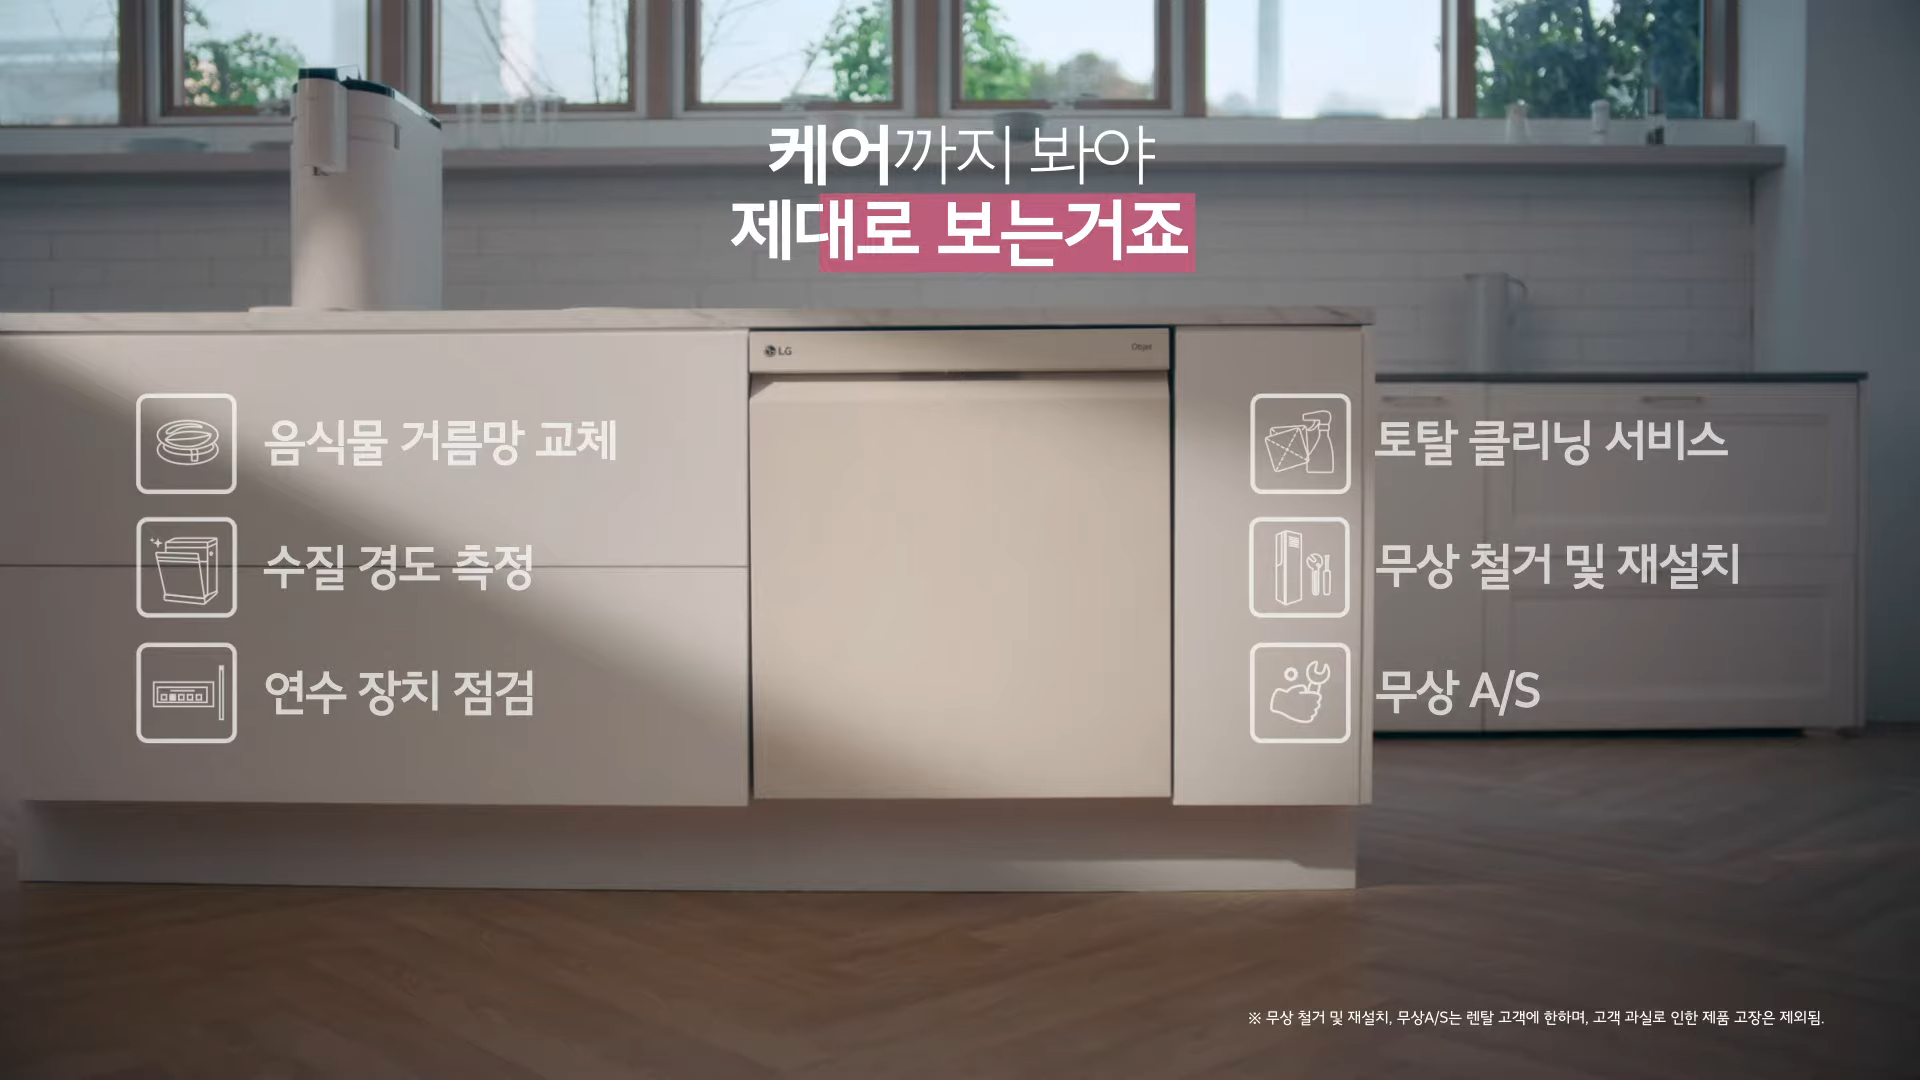 케어까지 봐야
제대로 보는거죠
LG
Objet
음식물 거름망 교체
수질 경도 측정
연수 장치 점검
토탈 클리닝 서비스
무상 철거 및 재설치
무상 A/S
※ 무상 철거 및 재설치, 무상A/S는 렌탈 고객에 한하며, 고객 과실로 인한 제품 고장은 제외됨.